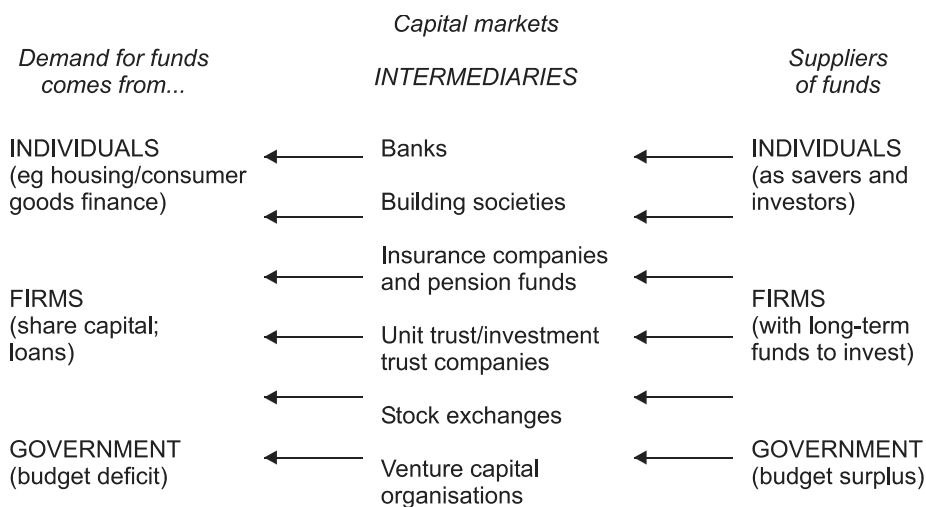 Capital markets
Demand for funds
comes from...
INTERMEDIARIES
Suppliers
of funds
INDIVIDUALS
(eg housing/consumer
goods finance)
FIRMS
(share capital;
loans)
GOVERNMENT
(budget deficit)
Banks
Building societies
Insurance companies
and pension funds
Unit trust/investment
trust companies
Stock exchanges
Venture capital
organisations
INDIVIDUALS
(as savers and
investors)
FIRMS
(with long-term
funds to invest)
GOVERNMENT
(budget surplus)